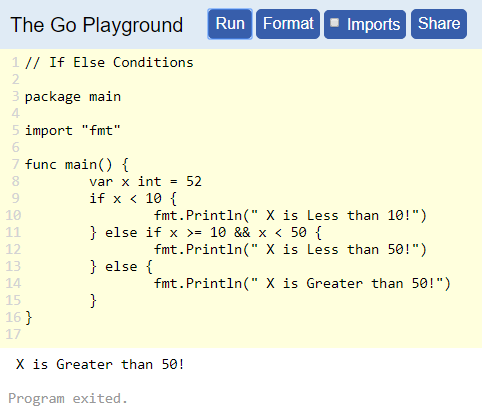 The Go Playground Run Format Imports Share
1 // If Else Conditions
2
3 package main
4
5 import "fmt"
6
7 func main() {
8         var x int = 52
9         if x < 10 {
10                 fmt.Println(" X is Less than 10!")
11         } else if x >= 10 && x < 50 {
12                 fmt.Println(" X is Less than 50!")
13         } else {
14                 fmt.Println(" X is Greater than 50!")
15         }
16 }
17
X is Greater than 50!
Program exited.